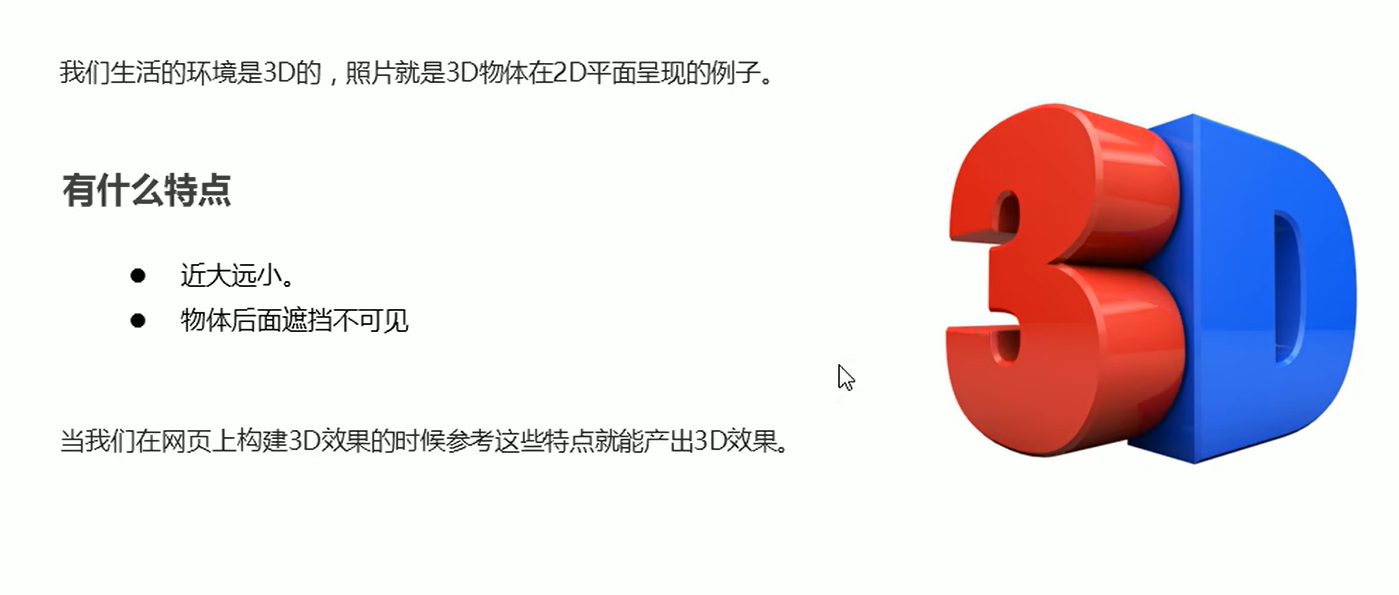 我们生活的环境是3D的，照片就是3D物体在2D平面呈现的例子。
有什么特点
● 近大远小。
● 物体后面遮挡不可见
当我们在网页上构建3D效果的时候参考这些特点就能产出3D效果。
3D